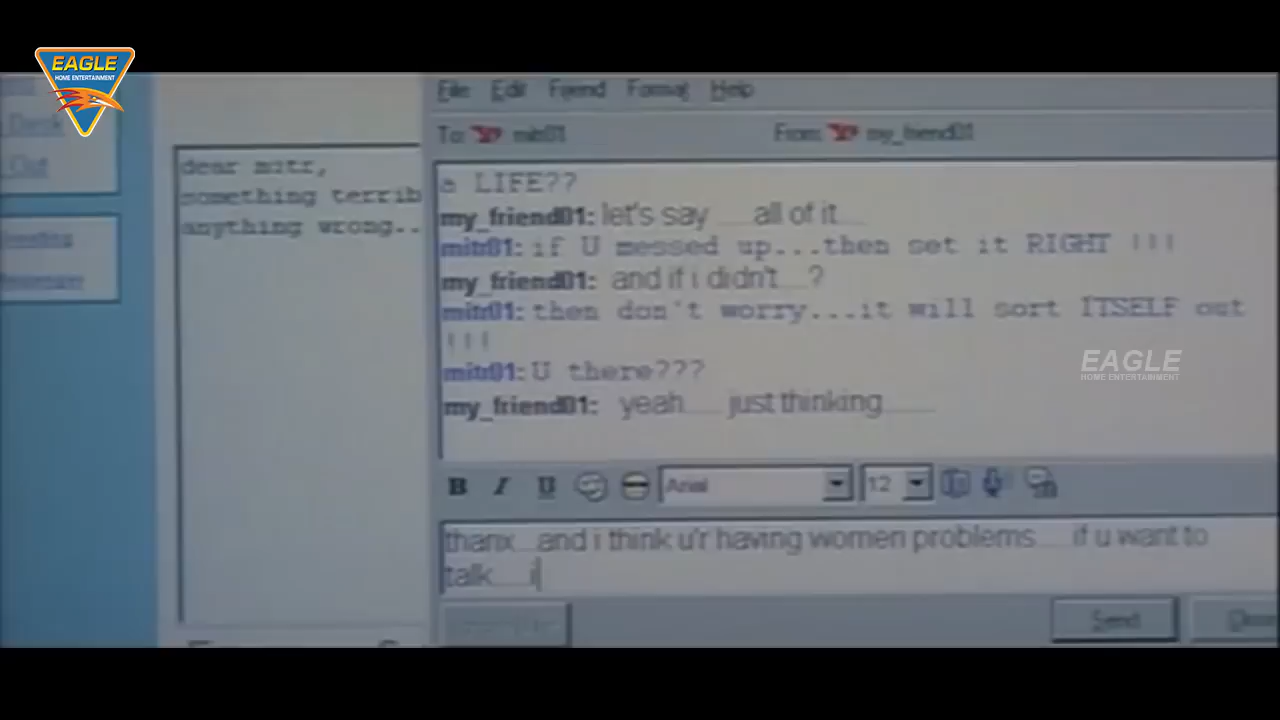 EAGLE
HOME ENTERTAINMENT
File Edit Friend Format Help
To: mitr01 From: my_friend01
dear mitr,
something terrib
anything wrong..
a LIFE??
my_friend01: let's say.....all of it....
mitr01: if U messed up...then set it RIGHT !!!
my_friend01: and if i didn't....?
mitr01: then don't worry...it will sort ITSELF out
!!!
mitr01: U there???
my_friend01: yeah..... just thinking.......
EAGLE
HOME ENTERTAINMENT
B I U Arial 12
thanx...and i think u'r having women problems.....if u want to
talk.....i
Send